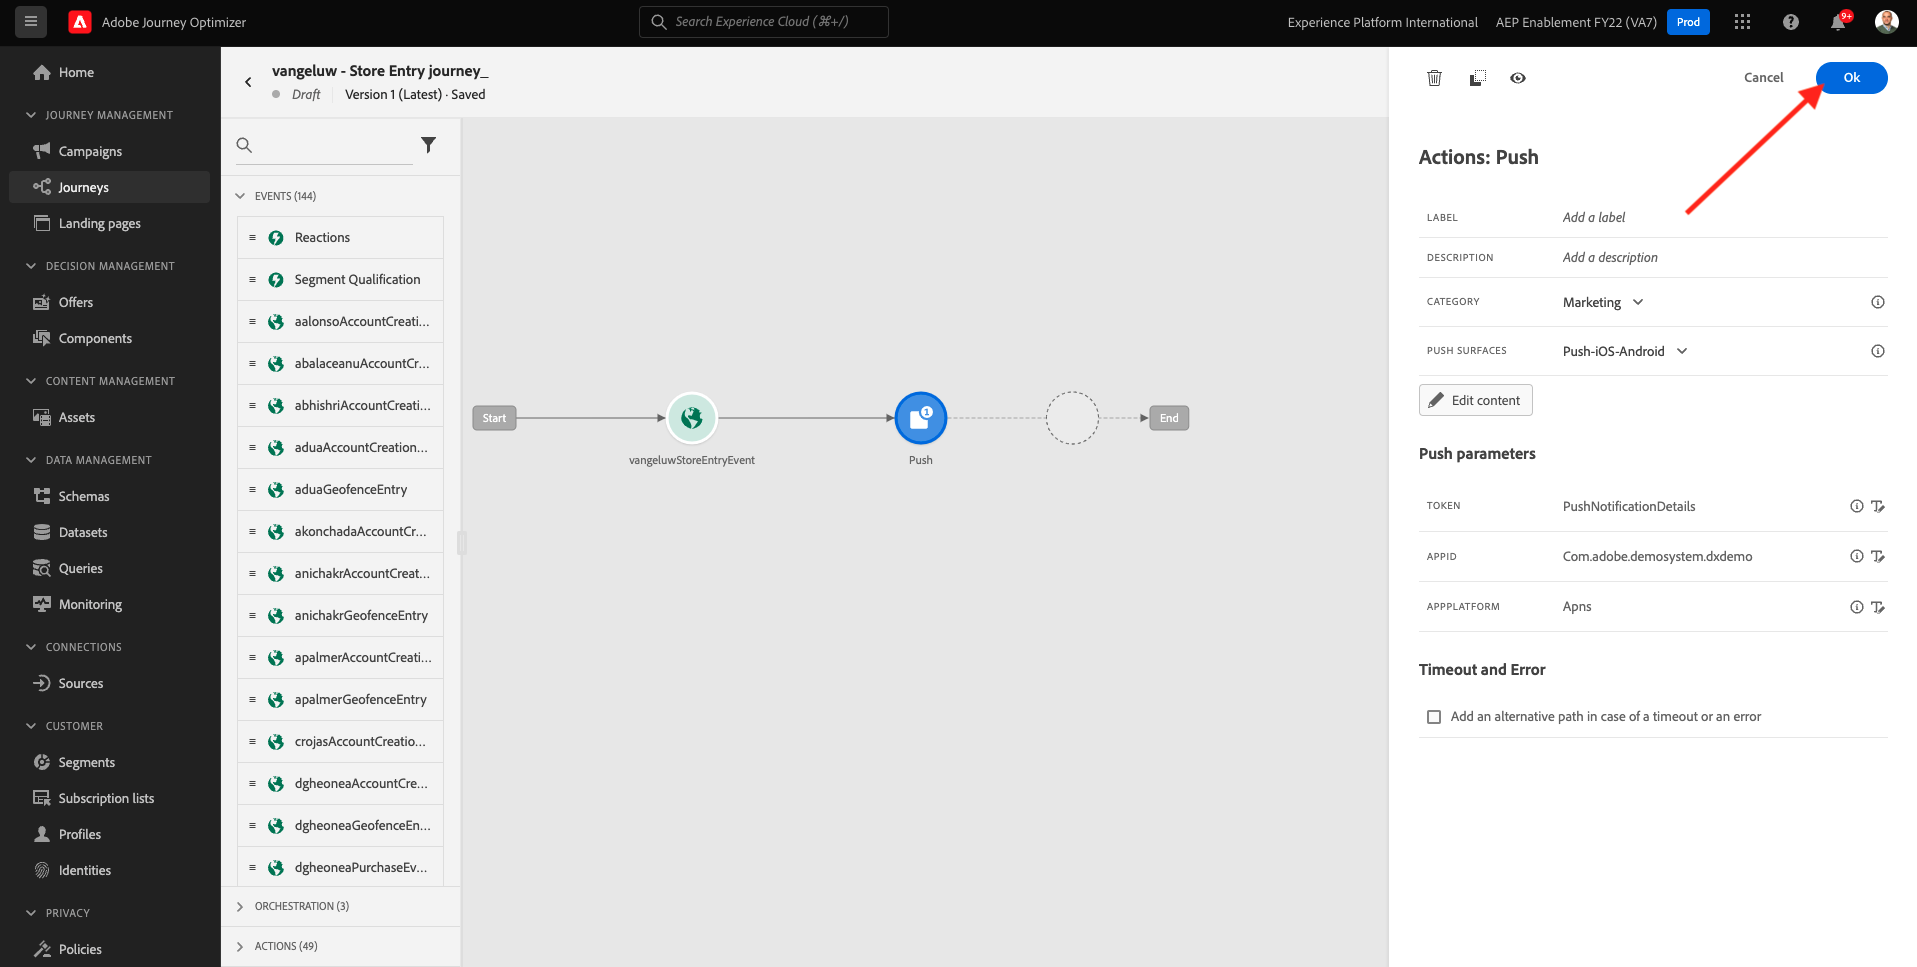 Adobe Journey Optimizer
Search Experience Cloud (⌘+/)
Experience Platform International
AEP Enablement FY22 (VA7)
Prod
9+
Home
JOURNEY MANAGEMENT
Campaigns
Journeys
Landing pages
DECISION MANAGEMENT
Offers
Components
CONTENT MANAGEMENT
Assets
DATA MANAGEMENT
Schemas
Datasets
Queries
Monitoring
CONNECTIONS
Sources
CUSTOMER
Segments
Subscription lists
Profiles
Identities
PRIVACY
Policies
vangeluw - Store Entry journey_
Draft
Version 1 (Latest) · Saved
EVENTS (144)
Reactions
Segment Qualification
aalonsoAccountCreati...
abalaceanuAccountCr...
abhishriAccountCreati...
aduaAccountCreation...
aduaGeofenceEntry
akonchadaAccountCr...
anichakrAccountCreat...
anichakrGeofenceEntry
apalmerAccountCreati...
apalmerGeofenceEntry
crojasAccountCreatio...
dgheoneaAccountCre...
dgheoneaGeofenceEn...
dgheoneaPurchaseEv...
ORCHESTRATION (3)
ACTIONS (49)
Start
vangeluwStoreEntryEvent
1
Push
End
Cancel
Ok
Actions: Push
LABEL
Add a label
DESCRIPTION
Add a description
CATEGORY
Marketing
PUSH SURFACES
Push-iOS-Android
Edit content
Push parameters
TOKEN
PushNotificationDetails
APPID
Com.adobe.demosystem.dxdemo
APPPLATFORM
Apns
Timeout and Error
Add an alternative path in case of a timeout or an error